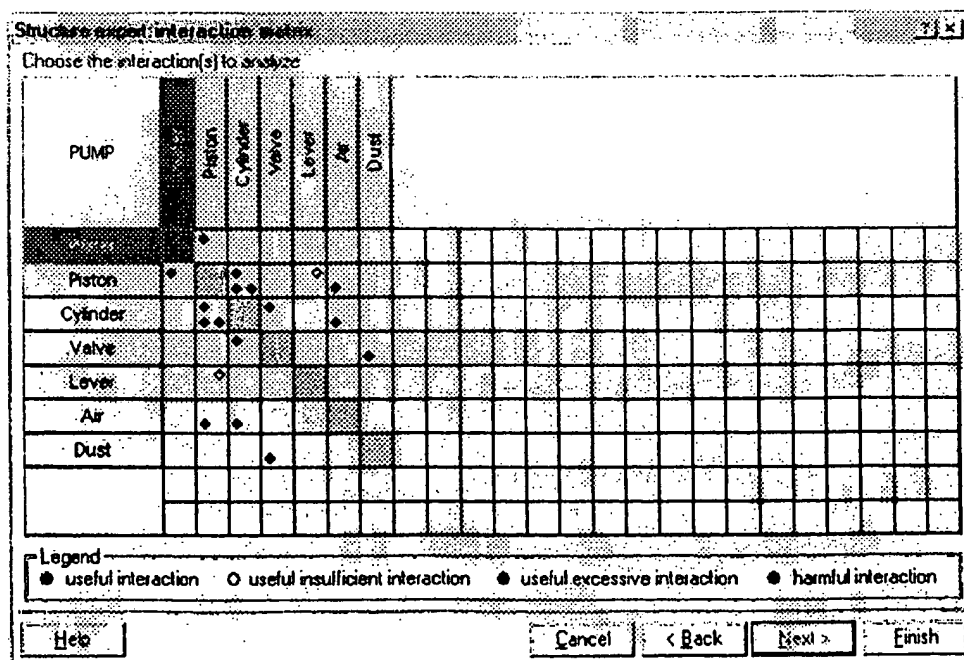 Structure expert: interaction matrix
? ×
Choose the interaction(s) to analyze
PUMP
Piston
Cylinder
Valve
Lever
Air
Dust
Piston
Cylinder
Valve
Lever
Air
Dust
Legend
useful interaction
useful insufficient interaction
useful excessive interaction
harmful interaction
Help
Cancel
< Back
Next >
Finish